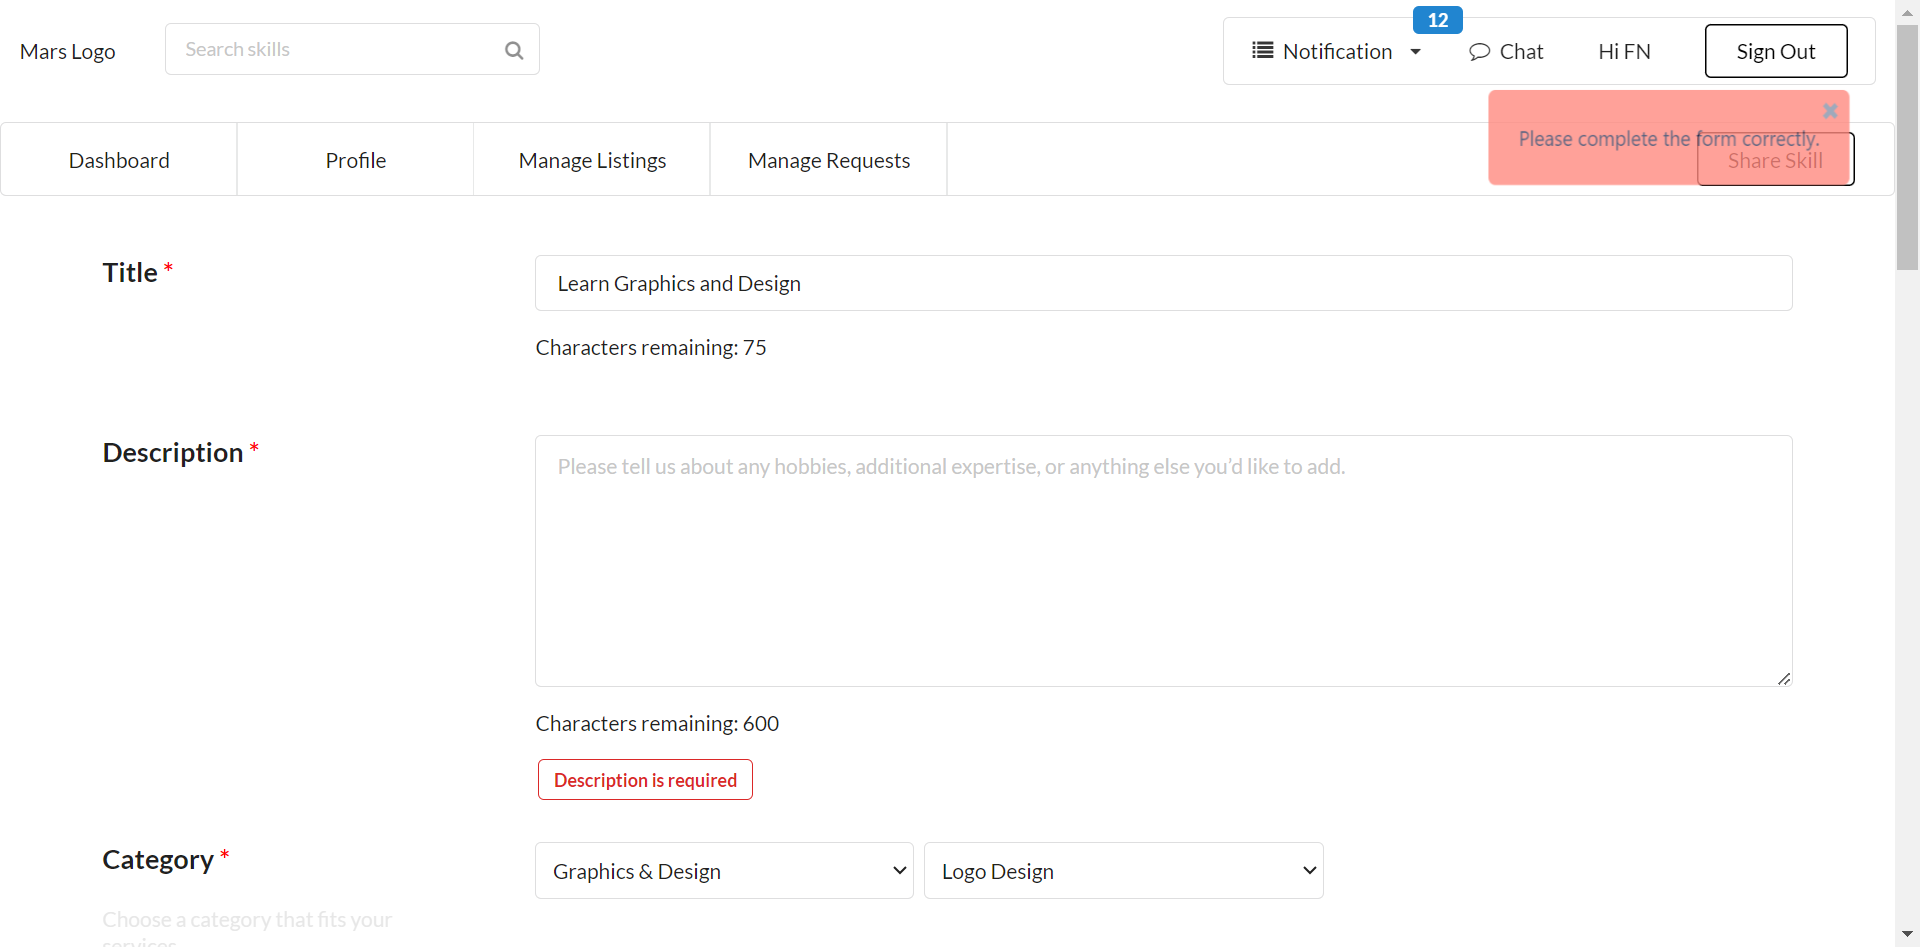 Mars Logo
Search skills
12
Notification
Chat
Hi FN
Sign Out
Please complete the form correctly.
Dashboard
Profile
Manage Listings
Manage Requests
Share Skill
Title *
Learn Graphics and Design
Characters remaining: 75
Description *
Please tell us about any hobbies, additional expertise, or anything else you’d like to add.
Characters remaining: 600
Description is required
Category *
Graphics & Design
Logo Design
Choose a category that fits your
services